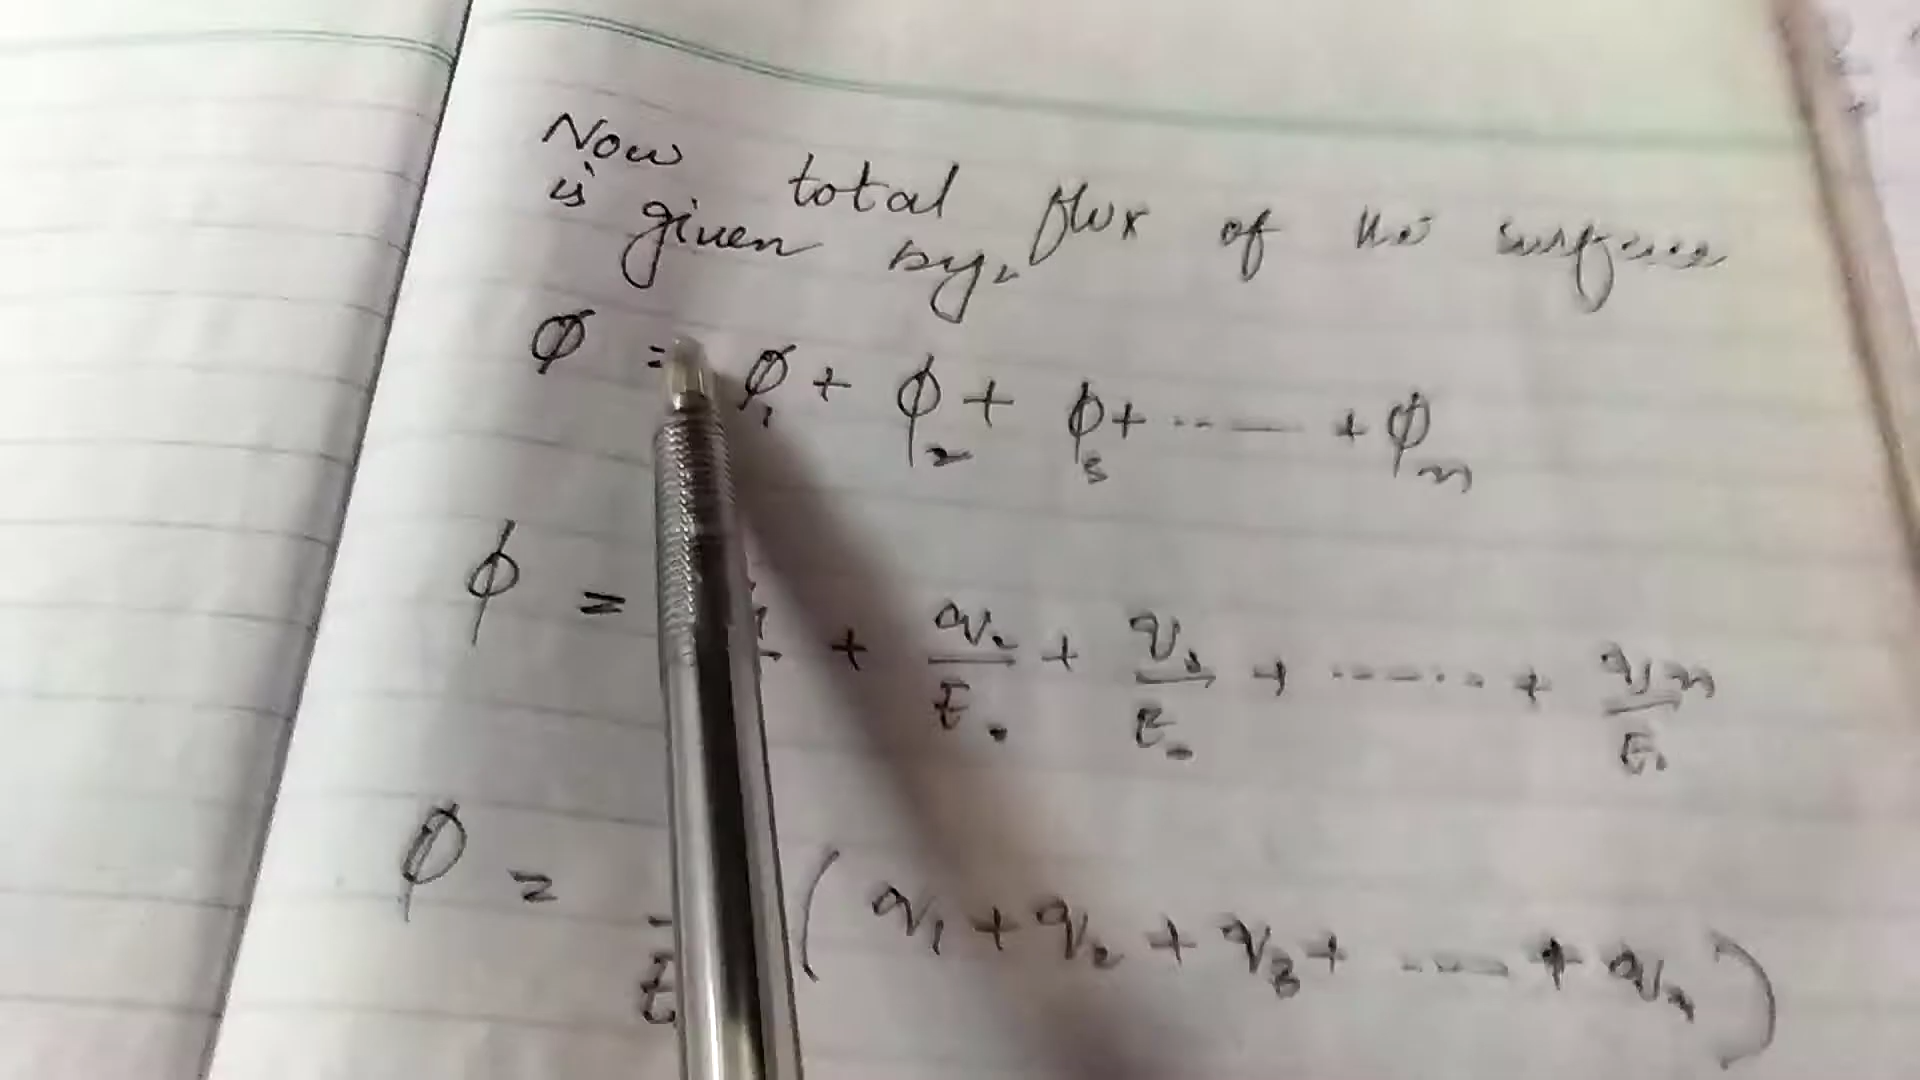 Now total flux of the surface
is given by,
ϕ = ϕ₁ + ϕ₂ + ϕ₃ + ...... + ϕₙ
ϕ = + q₂/ε₀ + q₃/ε₀ + ....... + qₙ/ε₀
ϕ = (q₁ + q₂ + q₃ + ..... + qₙ)